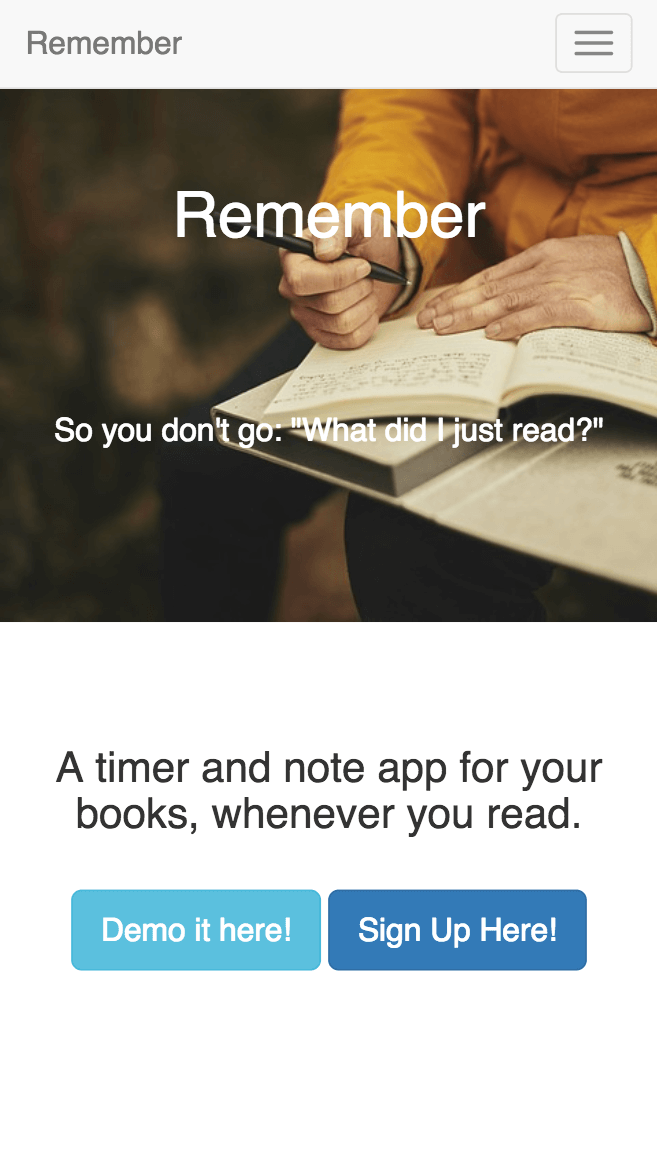 Remember
Remember
So you don't go: "What did I just read?"
A timer and note app for your
books, whenever you read.
Demo it here!
Sign Up Here!